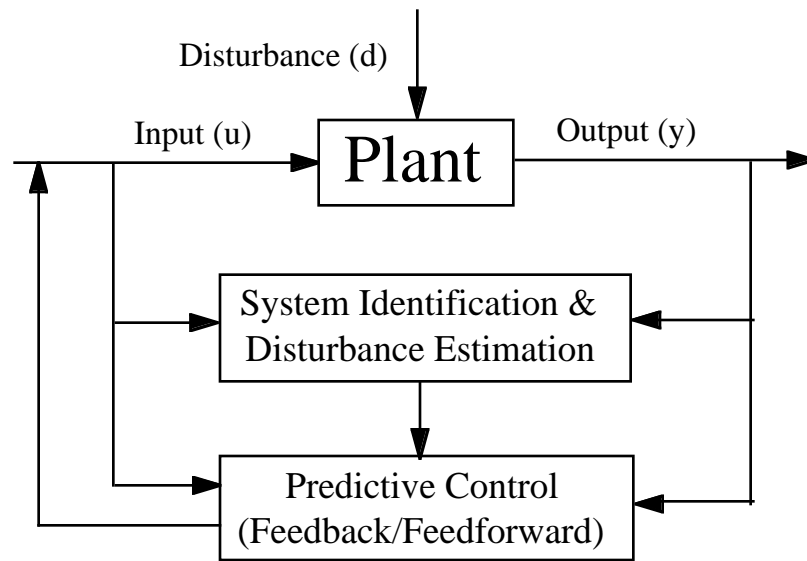 Disturbance (d)
Input (u)
Plant
Output (y)
System Identification &
Disturbance Estimation
Predictive Control
(Feedback/Feedforward)